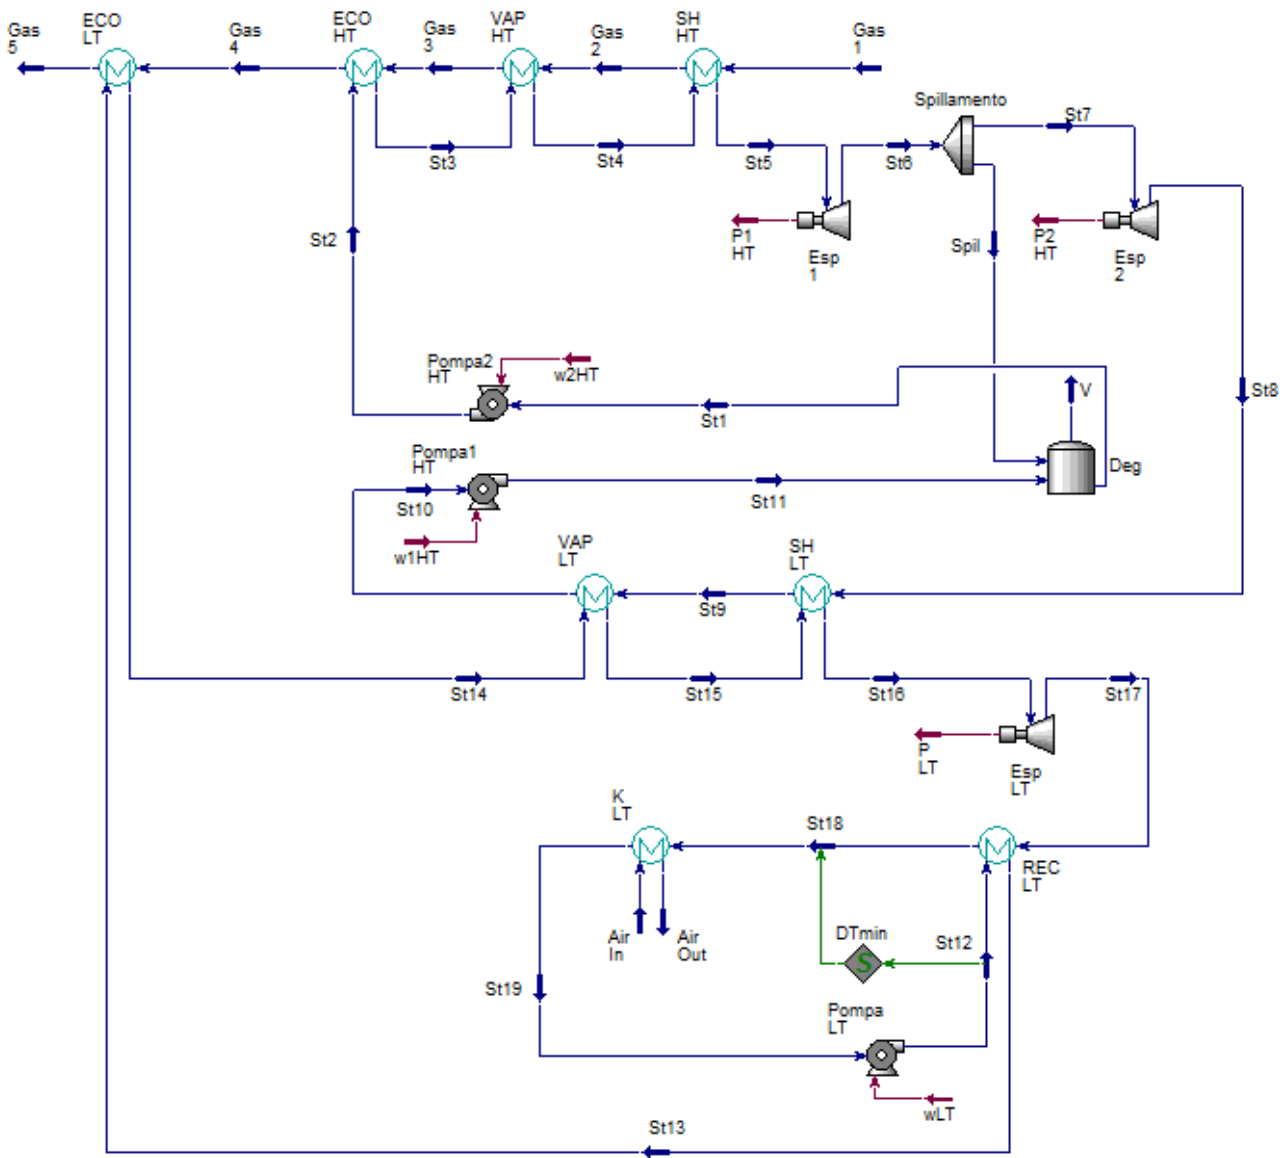 Gas
5
ECO
LT
Gas
4
ECO
HT
Gas
3
VAP
HT
Gas
2
SH
HT
Gas
1
St3
St4
St5
St6
Spillamento
St7
St2
P1
HT
Esp
1
Spil
P2
HT
Esp
2
Pompa2
HT
w2HT
St1
V
St8
Pompa1
HT
St10
w1HT
St11
Deg
VAP
LT
St9
SH
LT
St14
St15
St16
St17
P
LT
Esp
LT
K
LT
St18
REC
LT
Air
In
Air
Out
DTmin
S
St12
St19
Pompa
LT
wLT
St13